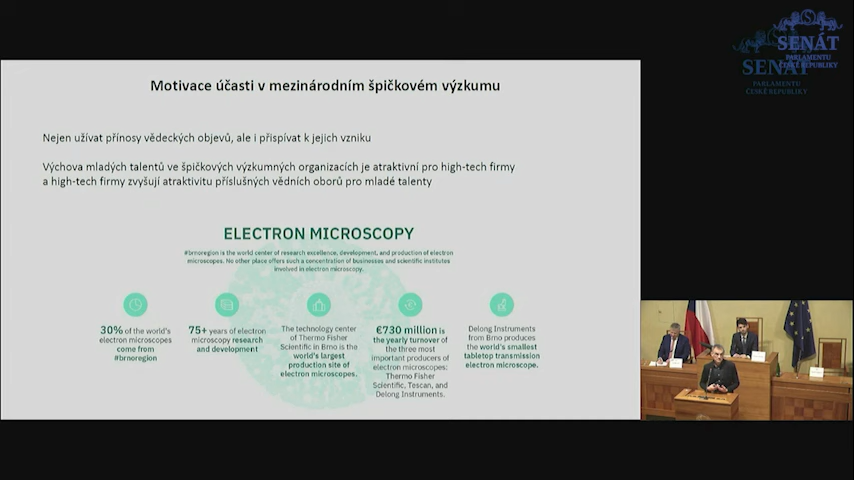 SENÁT
PARLAMENTU
ČESKÉ REPUBLIKY
SENÁT
PARLAMENTU
ČESKÉ REPUBLIKY
Motivace účasti v mezinárodním špičkovém výzkumu
Nejen užívat přínosy vědeckých objevů, ale i přispívat k jejich vzniku
Výchova mladých talentů ve špičkových výzkumných organizacích je atraktivní pro high-tech firmy
a high-tech firmy zvyšují atraktivitu příslušných vědních oborů pro mladé talenty
ELECTRON MICROSCOPY
#brnoregion is the world center of research excellence, development, and production of electron
microscopes. No other place offers such a concentration of businesses and scientific institutes
involved in electron microscopy.
30% of the world's
electron microscopes
come from
#brnoregion
75+ years of electron
microscopy research
and development
The technology center
of Thermo Fisher
Scientific in Brno is the
world's largest
production site of
electron microscopes.
€730 million is
the yearly turnover of
the three most
important producers of
electron microscopes:
Thermo Fisher
Scientific, Tescan, and
Delong Instruments.
Delong Instruments
from Brno produces
the world's smallest
tabletop transmission
electron microscope.